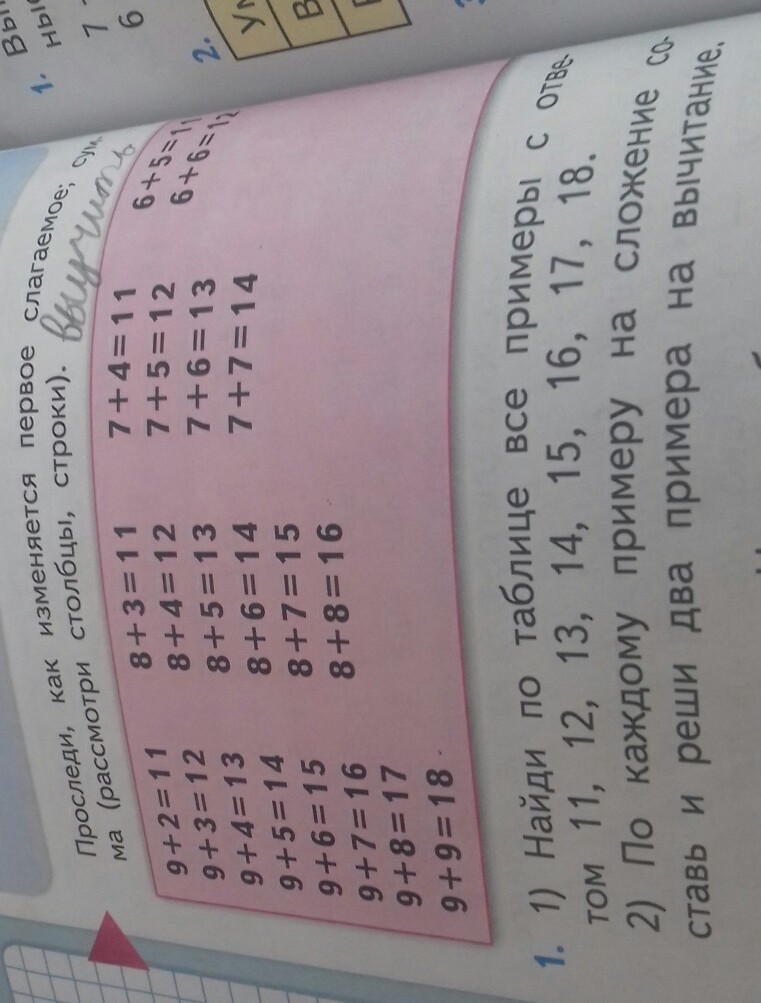 Проследи, как изменяется первое слагаемое;
ма (рассмотри столбцы, строки). Выучить
9+2=11 8+3=11 7+4=11 6+5=11
9+3=12 8+4=12 7+5=12 6+6=12
9+4=13 8+5=13 7+6=13
9+5=14 8+6=14 7+7=14
9+6=15 8+7=15
9+7=16 8+8=16
9+8=17
9+9=18
1. 1) Найди по таблице все примеры с отве-
том 11, 12, 13, 14, 15, 16, 17, 18.
2) По каждому примеру на сложение со-
ставь и реши два примера на вычитание.
1.
7
6
2.